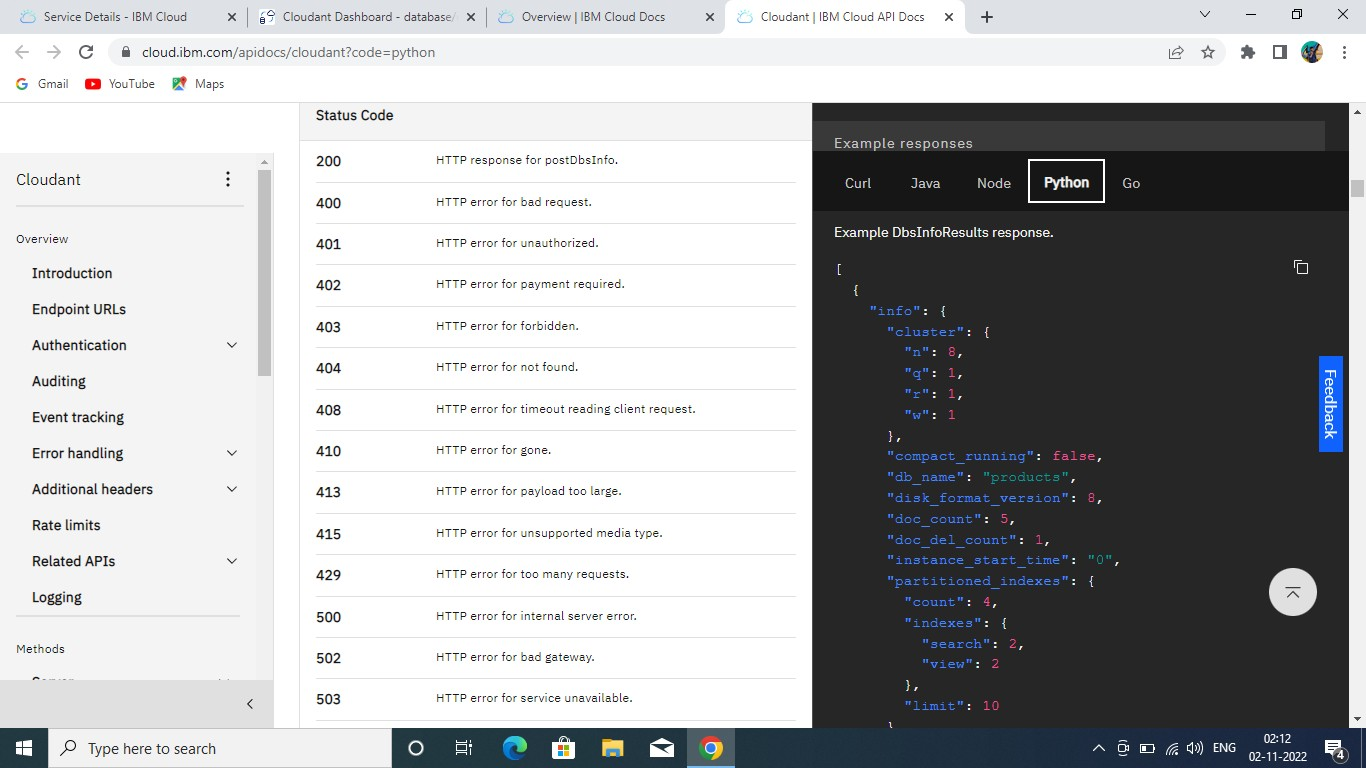 Service Details - IBM Cloud
Cloudant Dashboard - database/
Overview | IBM Cloud Docs
Cloudant | IBM Cloud API Docs
cloud.ibm.com/apidocs/cloudant?code=python
Gmail
YouTube
Maps
Cloudant
Overview
Introduction
Endpoint URLs
Authentication
Auditing
Event tracking
Error handling
Additional headers
Rate limits
Related APIs
Logging
Methods
Status Code
200 HTTP response for postDbsInfo.
400 HTTP error for bad request.
401 HTTP error for unauthorized.
402 HTTP error for payment required.
403 HTTP error for forbidden.
404 HTTP error for not found.
408 HTTP error for timeout reading client request.
410 HTTP error for gone.
413 HTTP error for payload too large.
415 HTTP error for unsupported media type.
429 HTTP error for too many requests.
500 HTTP error for internal server error.
502 HTTP error for bad gateway.
503 HTTP error for service unavailable.
Example responses
Curl Java Node Python Go
Example DbsInfoResults response.
[
{
"info": {
"cluster": {
"n": 8,
"q": 1,
"r": 1,
"w": 1
},
"compact_running": false,
"db_name": "products",
"disk_format_version": 8,
"doc_count": 5,
"doc_del_count": 1,
"instance_start_time": "0",
"partitioned_indexes": {
"count": 4,
"indexes": {
"search": 2,
"view": 2
},
"limit": 10
Feedback
Type here to search
ENG
02:12
02-11-2022
4